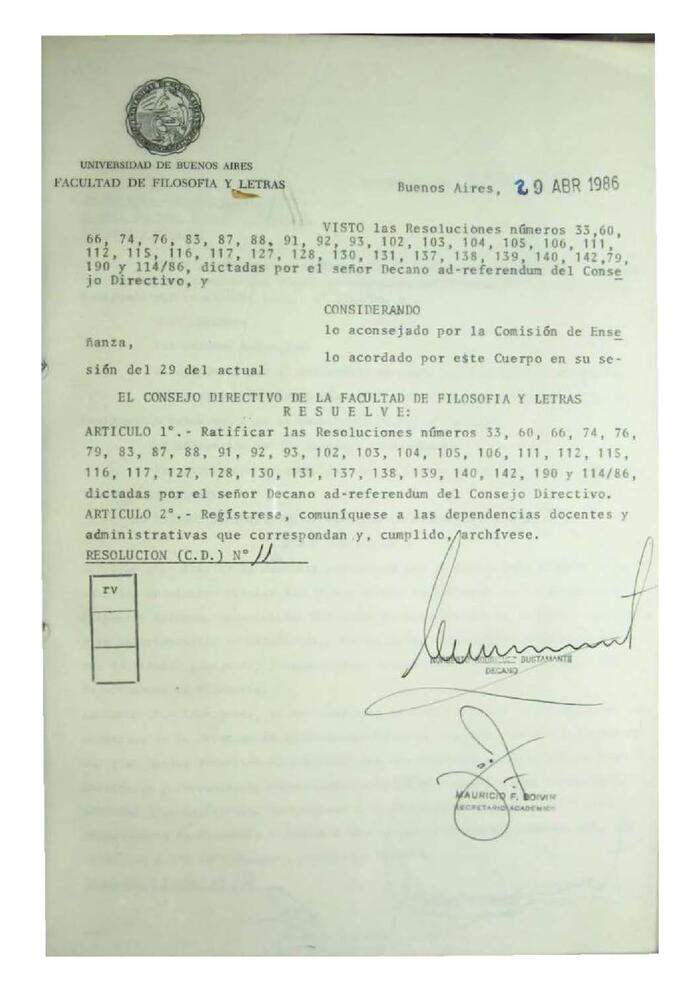 UNIVERSIDAD DE BUENOS AIRES
FACULTAD DE FILOSOFÍA Y LETRAS
Buenos Aires, 29 ABR 1986
VISTO las Resoluciones números 33,60,
66, 74, 76, 83, 87, 88, 91, 92, 93, 102, 103, 104, 105, 106, 111,
112, 115, 116, 117, 127, 128, 130, 131, 137, 138, 139, 140, 142,79,
190 y 114/86, dictadas por el señor Decano ad-referendum del Conse
jo Directivo, y
CONSIDERANDO
lo aconsejado por la Comisión de Ense
ñanza,
lo acordado por este Cuerpo en su se-
sión del 29 del actual
EL CONSEJO DIRECTIVO DE LA FACULTAD DE FILOSOFIA Y LETRAS
R E S U E L V E:
ARTICULO 1°.- Ratificar las Resoluciones números 33, 60, 66, 74, 76,
79, 83, 87, 88, 91, 92, 93, 102, 103, 104, 105, 106, 111, 112, 115,
116, 117, 127, 128, 130, 131, 137, 138, 139, 140, 142, 190 y 114/86,
dictadas por el señor Decano ad-referendum del Consejo Directivo.
ARTICULO 2°.- Regístrese, comuníquese a las dependencias docentes y
administrativas que correspondan y, cumplido, archívese.
RESOLUCION (C.D.) N° 11
rv
NORBERTO RODRIGUEZ BUSTAMANTE
DECANO
MAURICIO F. BOIVIN
SECRETARIO ACADEMICO